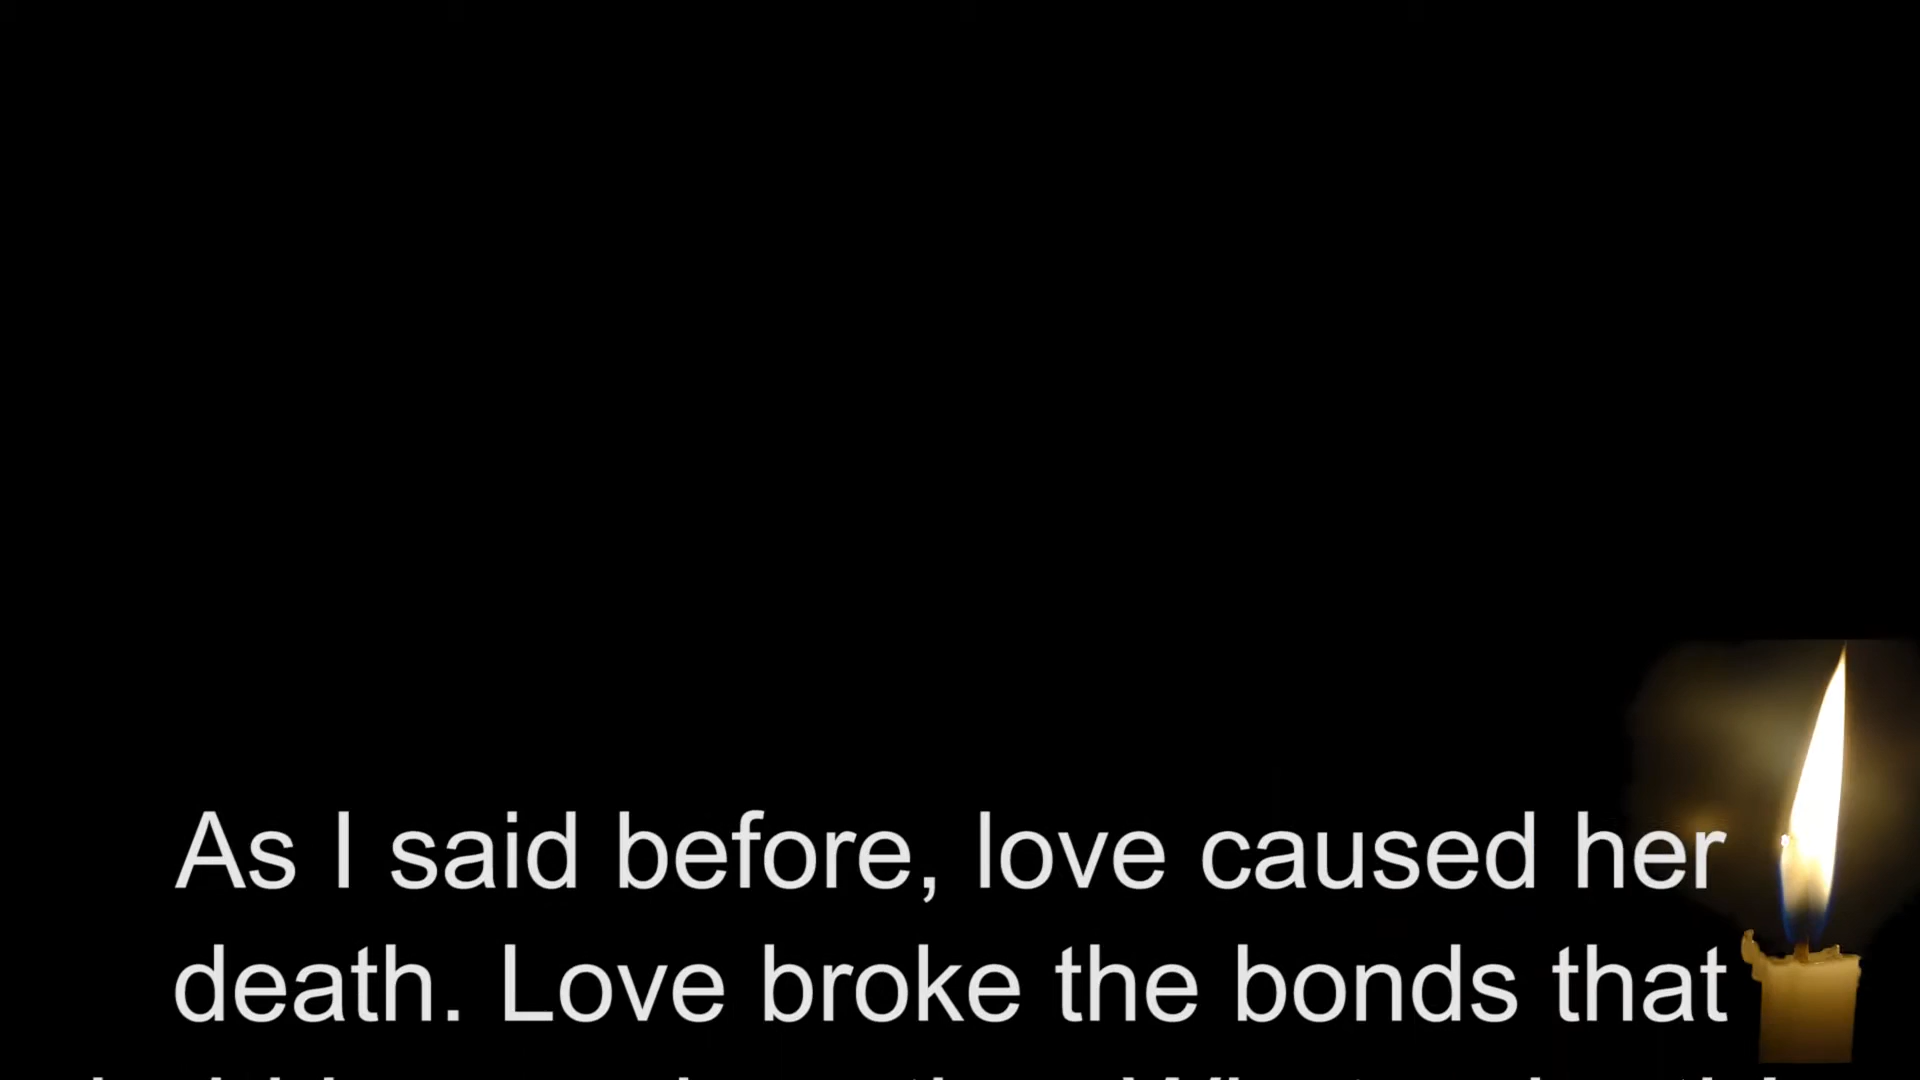 As I said before, love caused her
death. Love broke the bonds that